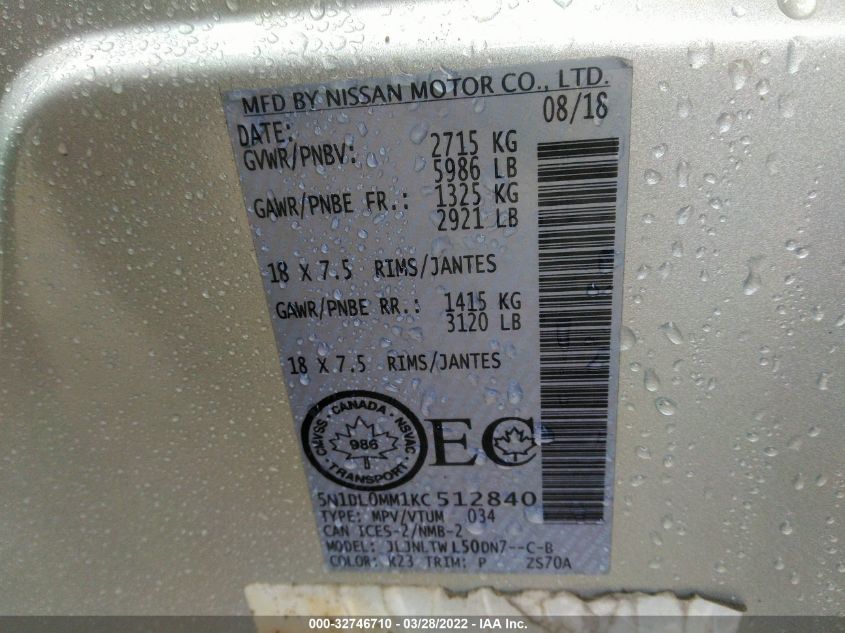 MFD BY NISSAN MOTOR CO., LTD.
DATE: 08/18
GVWR/PNBV: 2715 KG
5986 LB
GAWR/PNBE FR.: 1325 KG
2921 LB
18 X 7.5 RIMS/JANTES
GAWR/PNBE RR.: 1415 KG
3120 LB
18 X 7.5 RIMS/JANTES
CANADA
CMVSS NSVAC
986
TRANSPORT
EC
5N1DL0MM1KC512840
TYPE: MPV/VTUM 034
CAN ICES-2/NMB-2
MODEL: JLJNLTWL50DN7--C-B
COLOR: K23 TRIM: P ZS70A
000-32746710 - 03/28/2022 - IAA Inc.